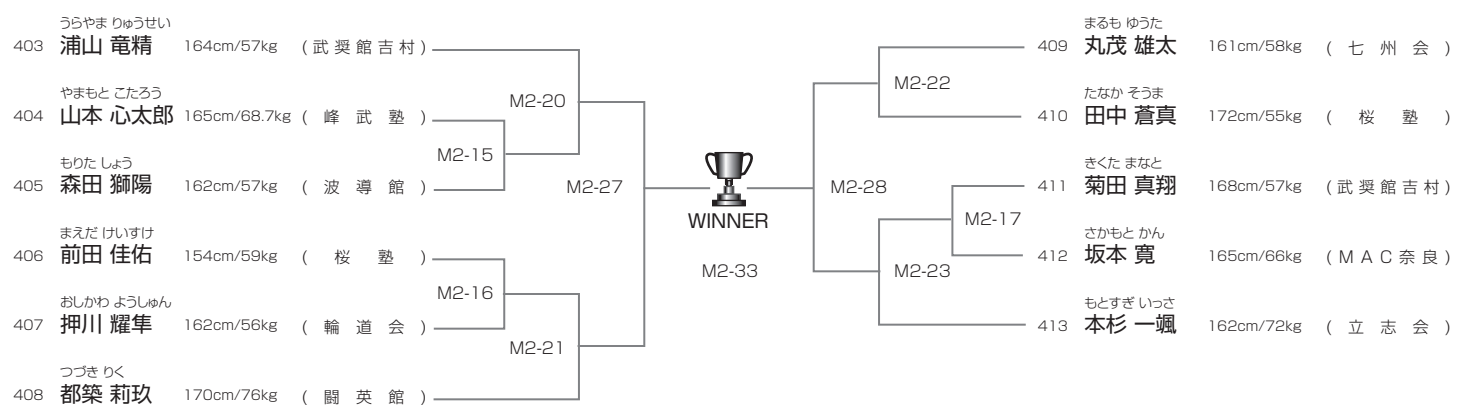 うらやま りゅうせい
403 浦山 竜精 164cm/57kg (武奨館吉村)
やまもと こたろう
404 山本 心太郎 165cm/68.7kg (峰武塾)
もりた しょう
405 森田 獅陽 162cm/57kg (波導館)
まえだ けいすけ
406 前田 佳佑 154cm/59kg (桜塾)
おしかわ ようしゅん
407 押川 耀隼 162cm/56kg (輪道会)
つづき りく
408 都築 莉玖 170cm/76kg (闘英館)
M2-20
M2-15
M2-27
M2-16
M2-21
WINNER
M2-33
まるも ゆうた
409 丸茂 雄太 161cm/58kg (七州会)
たなか そうま
410 田中 蒼真 172cm/55kg (桜塾)
きくた まなと
411 菊田 真翔 168cm/57kg (武奨館吉村)
さかもと かん
412 坂本 寛 165cm/66kg (MAC奈良)
もとすぎ いっさ
413 本杉 一颯 162cm/72kg (立志会)
M2-22
M2-28
M2-17
M2-23